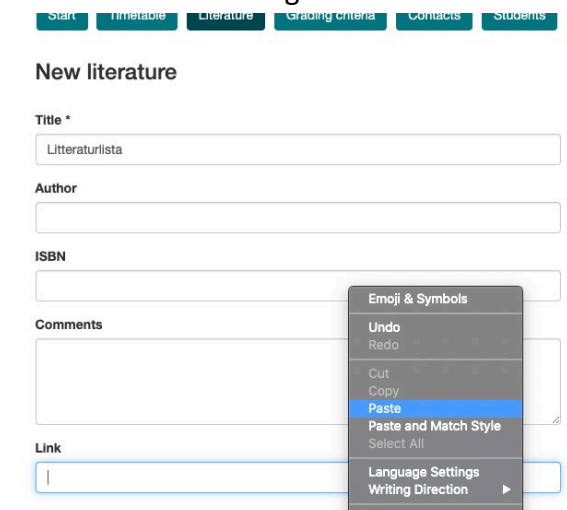 Start Timetable Literature Grading criteria Contacts Students
New literature
Title *
Litteraturlista
Author
ISBN
Comments
Link
Emoji & Symbols
Undo
Redo
Cut
Copy
Paste
Paste and Match Style
Select All
Language Settings
Writing Direction